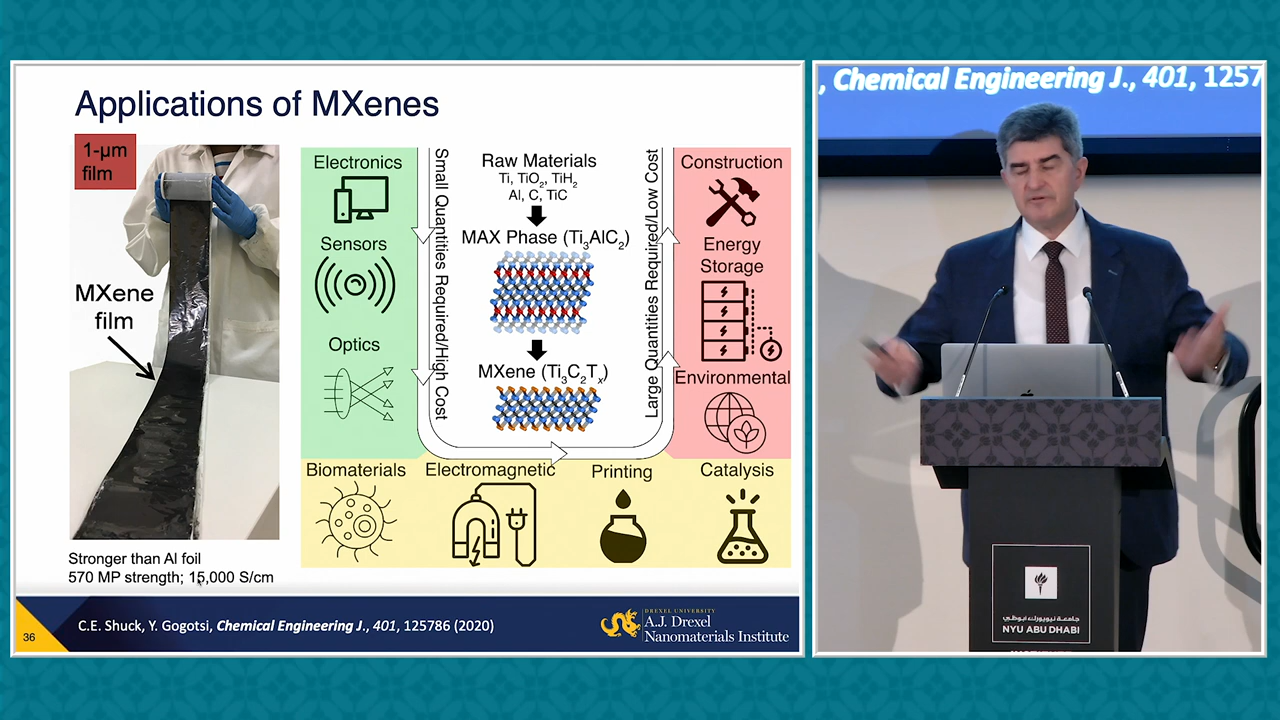 Applications of MXenes
1-µm
film
MXene
film
Stronger than Al foil
570 MP strength; 15,000 S/cm
Electronics
Sensors
Optics
Small Quantities Required/High Cost
Raw Materials
Ti, TiO₂, TiH₂
Al, C, TiC
MAX Phase (Ti₃AlC₂)
MXene (Ti₃C₂Tₓ)
Large Quantities Required/Low Cost
Construction
Energy
Storage
Environmental
Biomaterials
Electromagnetic
Printing
Catalysis
36
C.E. Shuck, Y. Gogotsi, Chemical Engineering J., 401, 125786 (2020)
DREXEL UNIVERSITY
A.J. Drexel
Nanomaterials Institute
, Chemical Engineering J., 401, 1257
جامعة نيويورك أبوظبي
NYU ABU DHABI